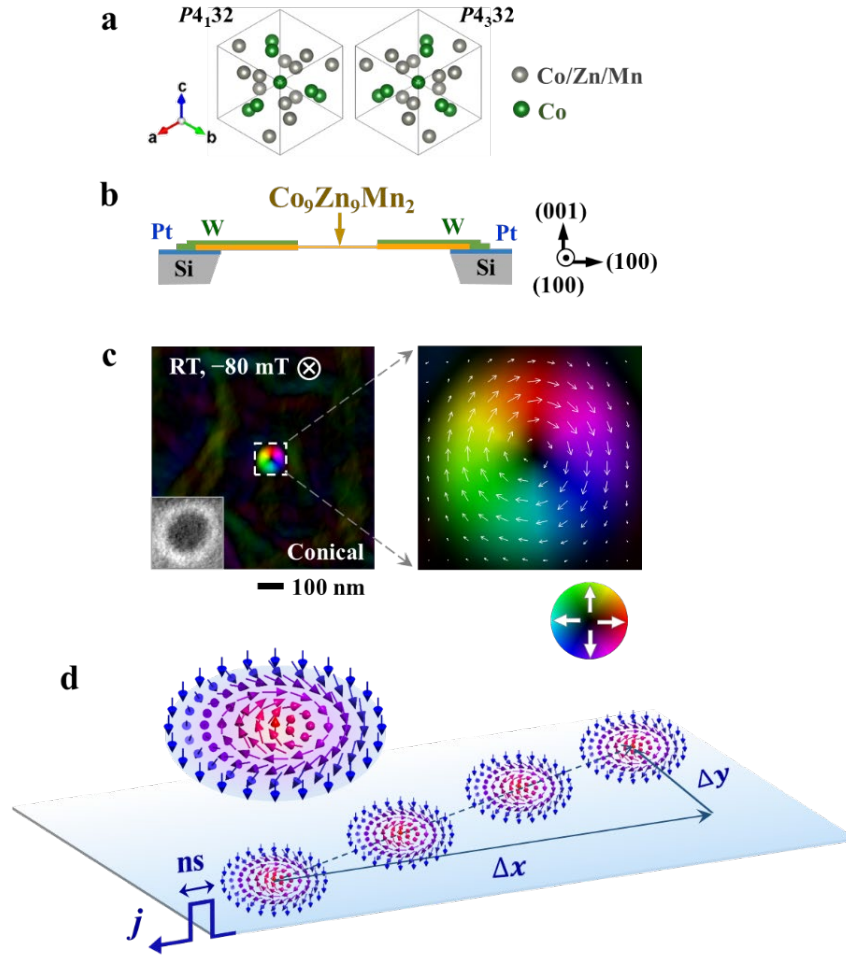 a
P4₁32
P4₃32
c
a
b
Co/Zn/Mn
Co
b
Co₉Zn₉Mn₂
Pt
W
W
Pt
Si
Si
(001)
(100)
(100)
c
RT, −80 mT
Conical
100 nm
d
Δy
Δx
ns
j